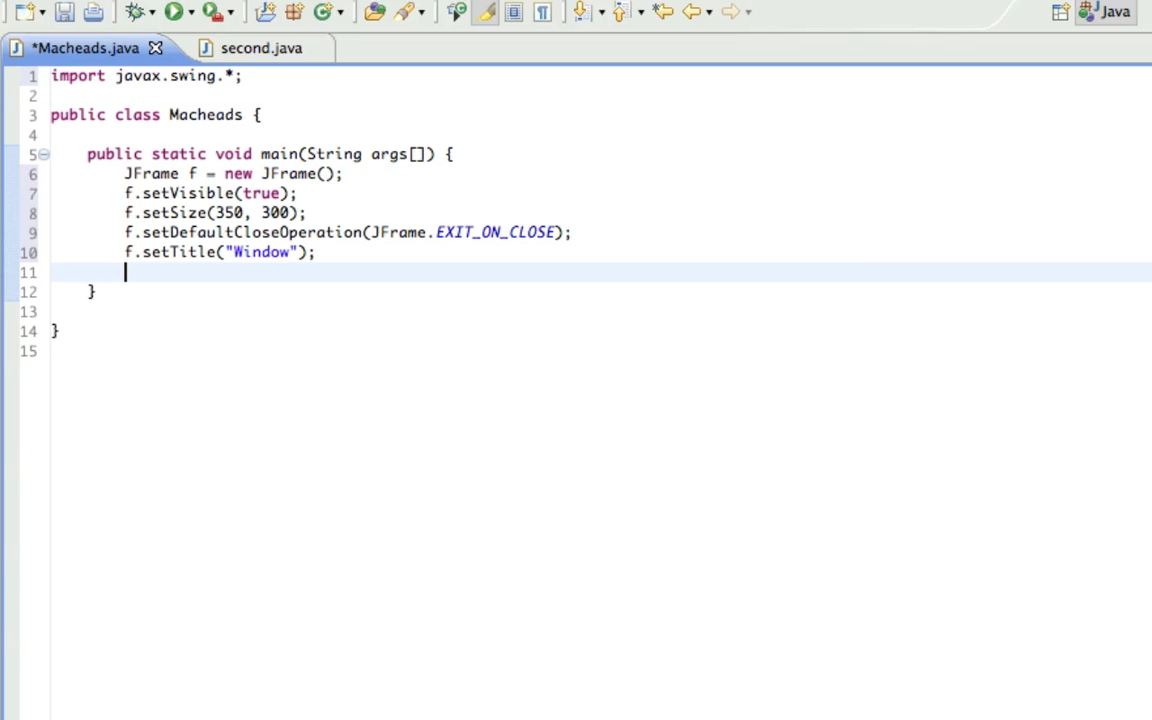 Java
*Macheads.java
second.java
1 import javax.swing.*;
2
3 public class Macheads {
4
5 public static void main(String args[]) {
6 JFrame f = new JFrame();
7 f.setVisible(true);
8 f.setSize(350, 300);
9 f.setDefaultCloseOperation(JFrame.EXIT_ON_CLOSE);
10 f.setTitle("Window");
11
12 }
13
14 }
15